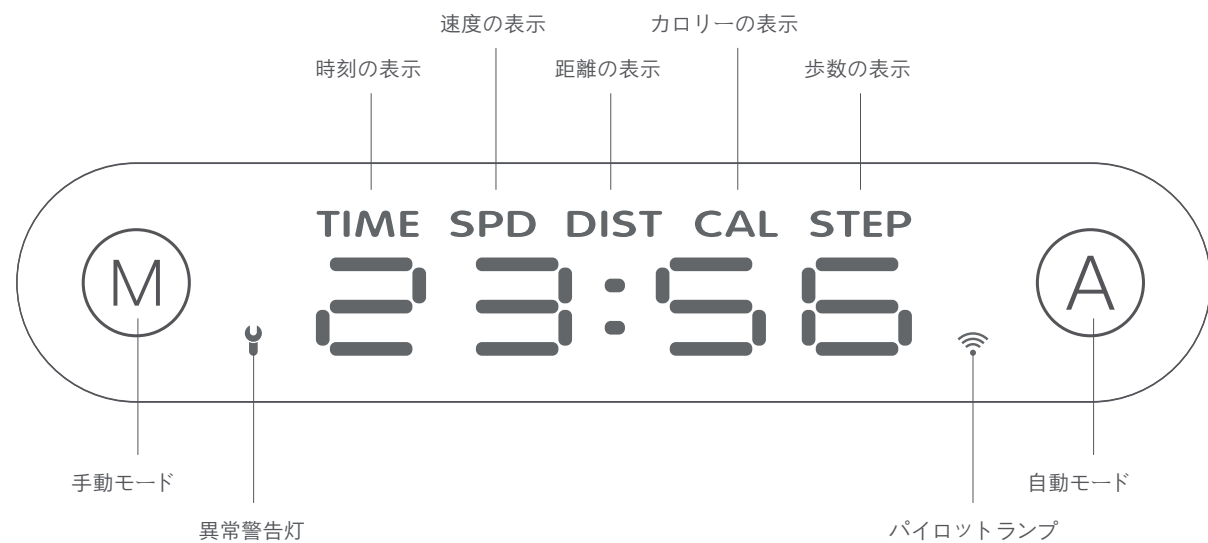 速度の表示 カロリーの表示
時刻の表示 距離の表示 歩数の表示
TIME SPD DIST CAL STEP
M 23:56 A
手動モード 自動モード
異常警告灯 パイロットランプ